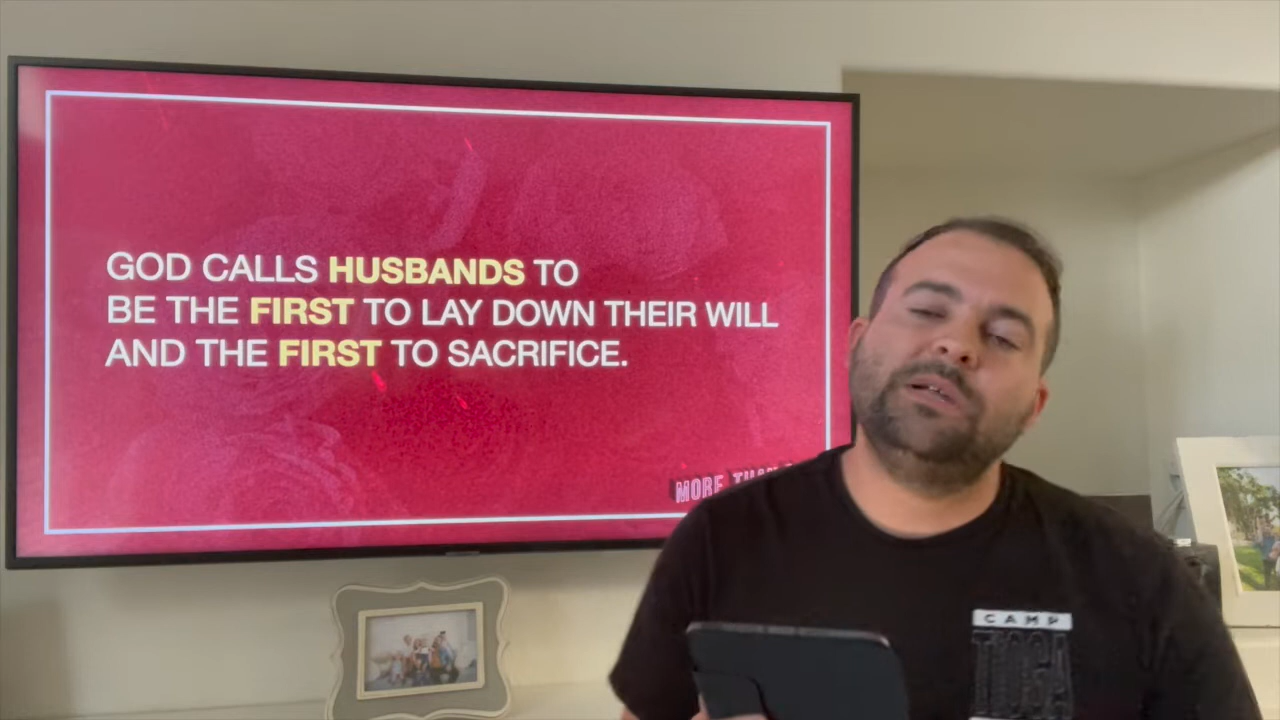 GOD CALLS HUSBANDS TO
BE THE FIRST TO LAY DOWN THEIR WILL
AND THE FIRST TO SACRIFICE.
MORE
CAMP